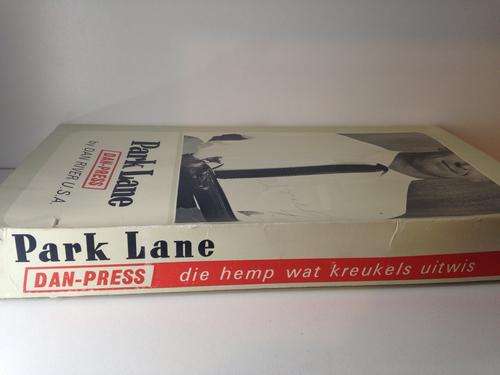 Park Lane
DAN-PRESS
by DAN RIVER U.S.A.
Park Lane
DAN-PRESS die hemp wat kreukels uitwis